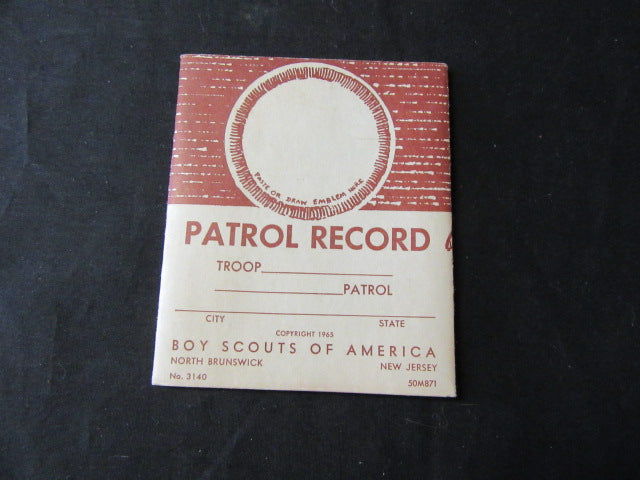 PASTE OR DRAW EMBLEM HERE
PATROL RECORD
TROOP
PATROL
CITY STATE
COPYRIGHT 1965
BOY SCOUTS OF AMERICA
NORTH BRUNSWICK NEW JERSEY
No. 3140 50M871